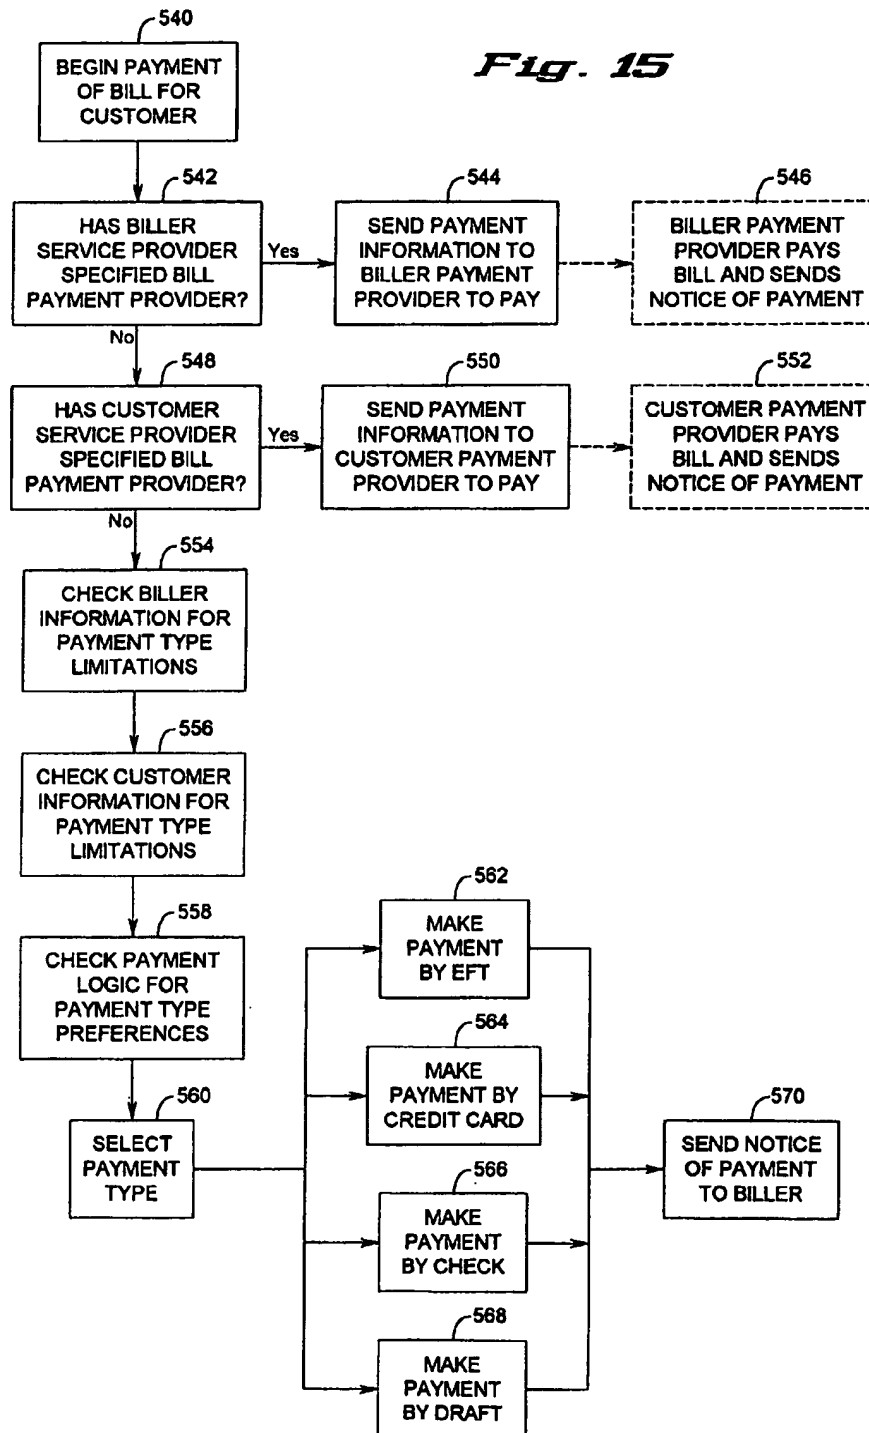 540
Fig. 15
BEGIN PAYMENT
OF BILL FOR
CUSTOMER
542
HAS BILLER
SERVICE PROVIDER
SPECIFIED BILL
PAYMENT PROVIDER?
Yes
544
SEND PAYMENT
INFORMATION TO
BILLER PAYMENT
PROVIDER TO PAY
546
BILLER PAYMENT
PROVIDER PAYS
BILL AND SENDS
NOTICE OF PAYMENT
No
548
HAS CUSTOMER
SERVICE PROVIDER
SPECIFIED BILL
PAYMENT PROVIDER?
Yes
550
SEND PAYMENT
INFORMATION TO
CUSTOMER PAYMENT
PROVIDER TO PAY
552
CUSTOMER PAYMENT
PROVIDER PAYS
BILL AND SENDS
NOTICE OF PAYMENT
No
554
CHECK BILLER
INFORMATION FOR
PAYMENT TYPE
LIMITATIONS
556
CHECK CUSTOMER
INFORMATION FOR
PAYMENT TYPE
LIMITATIONS
558
CHECK PAYMENT
LOGIC FOR
PAYMENT TYPE
PREFERENCES
560
SELECT
PAYMENT
TYPE
562
MAKE
PAYMENT
BY EFT
564
MAKE
PAYMENT BY
CREDIT CARD
566
MAKE
PAYMENT
BY CHECK
568
MAKE
PAYMENT
BY DRAFT
570
SEND NOTICE
OF PAYMENT
TO BILLER